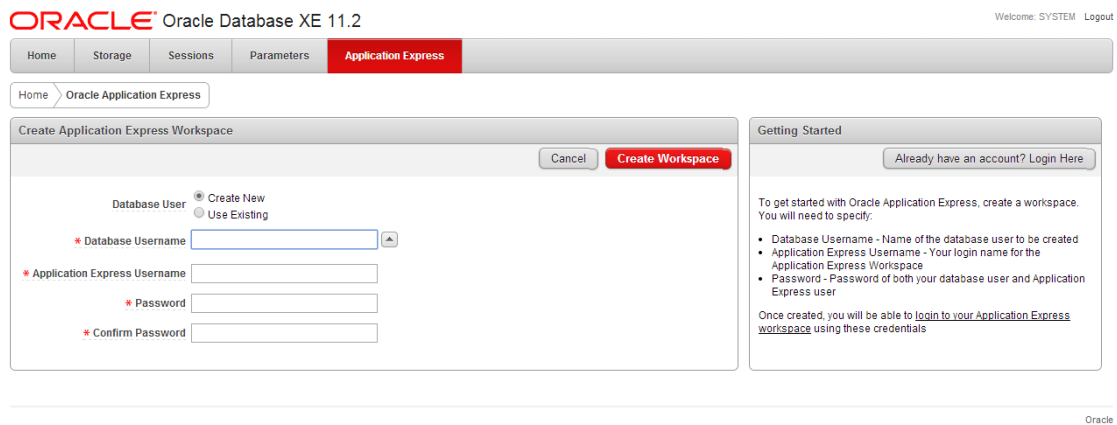 ORACLE Oracle Database XE 11.2
Welcome: SYSTEM Logout
Home Storage Sessions Parameters Application Express
Home Oracle Application Express
Create Application Express Workspace
Cancel Create Workspace
Database User
Create New
Use Existing
* Database Username
* Application Express Username
* Password
* Confirm Password
Getting Started
Already have an account? Login Here
To get started with Oracle Application Express, create a workspace.
You will need to specify:
• Database Username - Name of the database user to be created
• Application Express Username - Your login name for the
Application Express Workspace
• Password - Password of both your database user and Application
Express user
Once created, you will be able to login to your Application Express
workspace using these credentials
Oracle